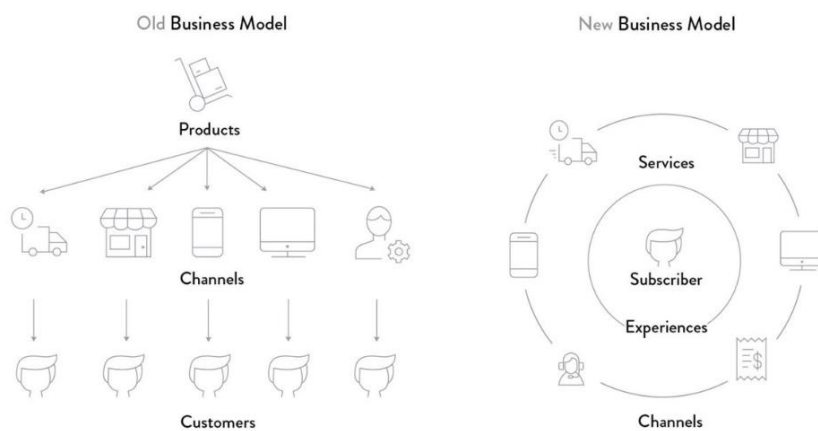 Old Business Model
Products
Channels
Customers
New Business Model
Services
Subscriber
Experiences
$
Channels